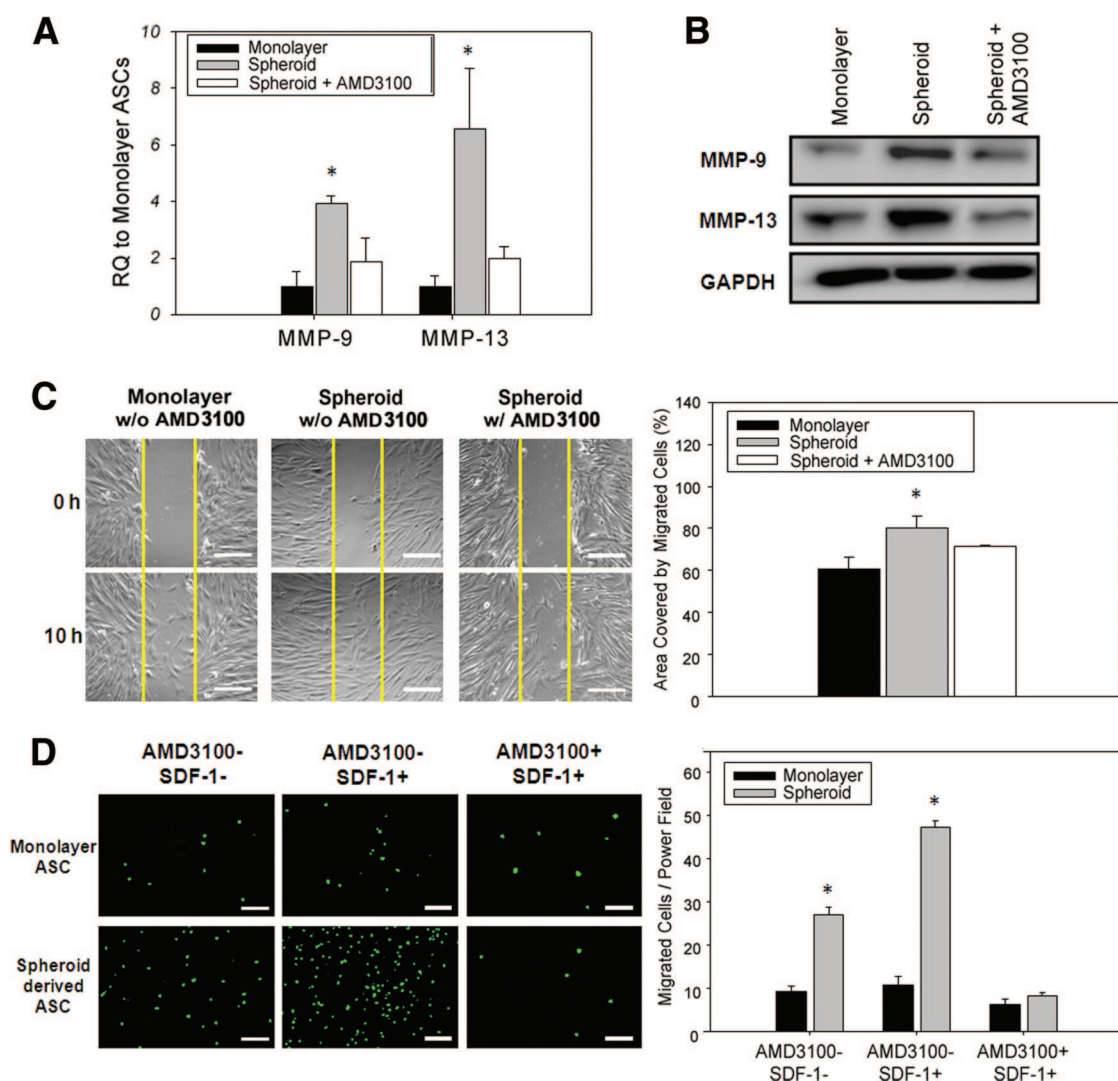 A
RQ to Monolayer ASCs
10
8
6
4
2
0
Monolayer
Spheroid
Spheroid + AMD3100
*
*
MMP-9
MMP-13
B
Monolayer
Spheroid
Spheroid +
AMD3100
MMP-9
MMP-13
GAPDH
C
Monolayer
w/o AMD3100
Spheroid
w/o AMD3100
Spheroid
w/ AMD3100
0 h
10 h
Area Covered by Migrated Cells (%)
140
120
100
80
60
40
20
0
Monolayer
Spheroid
Spheroid + AMD3100
*
D
AMD3100-
SDF-1-
AMD3100-
SDF-1+
AMD3100+
SDF-1+
Monolayer
ASC
Spheroid
derived
ASC
Migrated Cells / Power Field
60
50
40
30
20
10
0
Monolayer
Spheroid
*
*
AMD3100-
SDF-1-
AMD3100-
SDF-1+
AMD3100+
SDF-1+